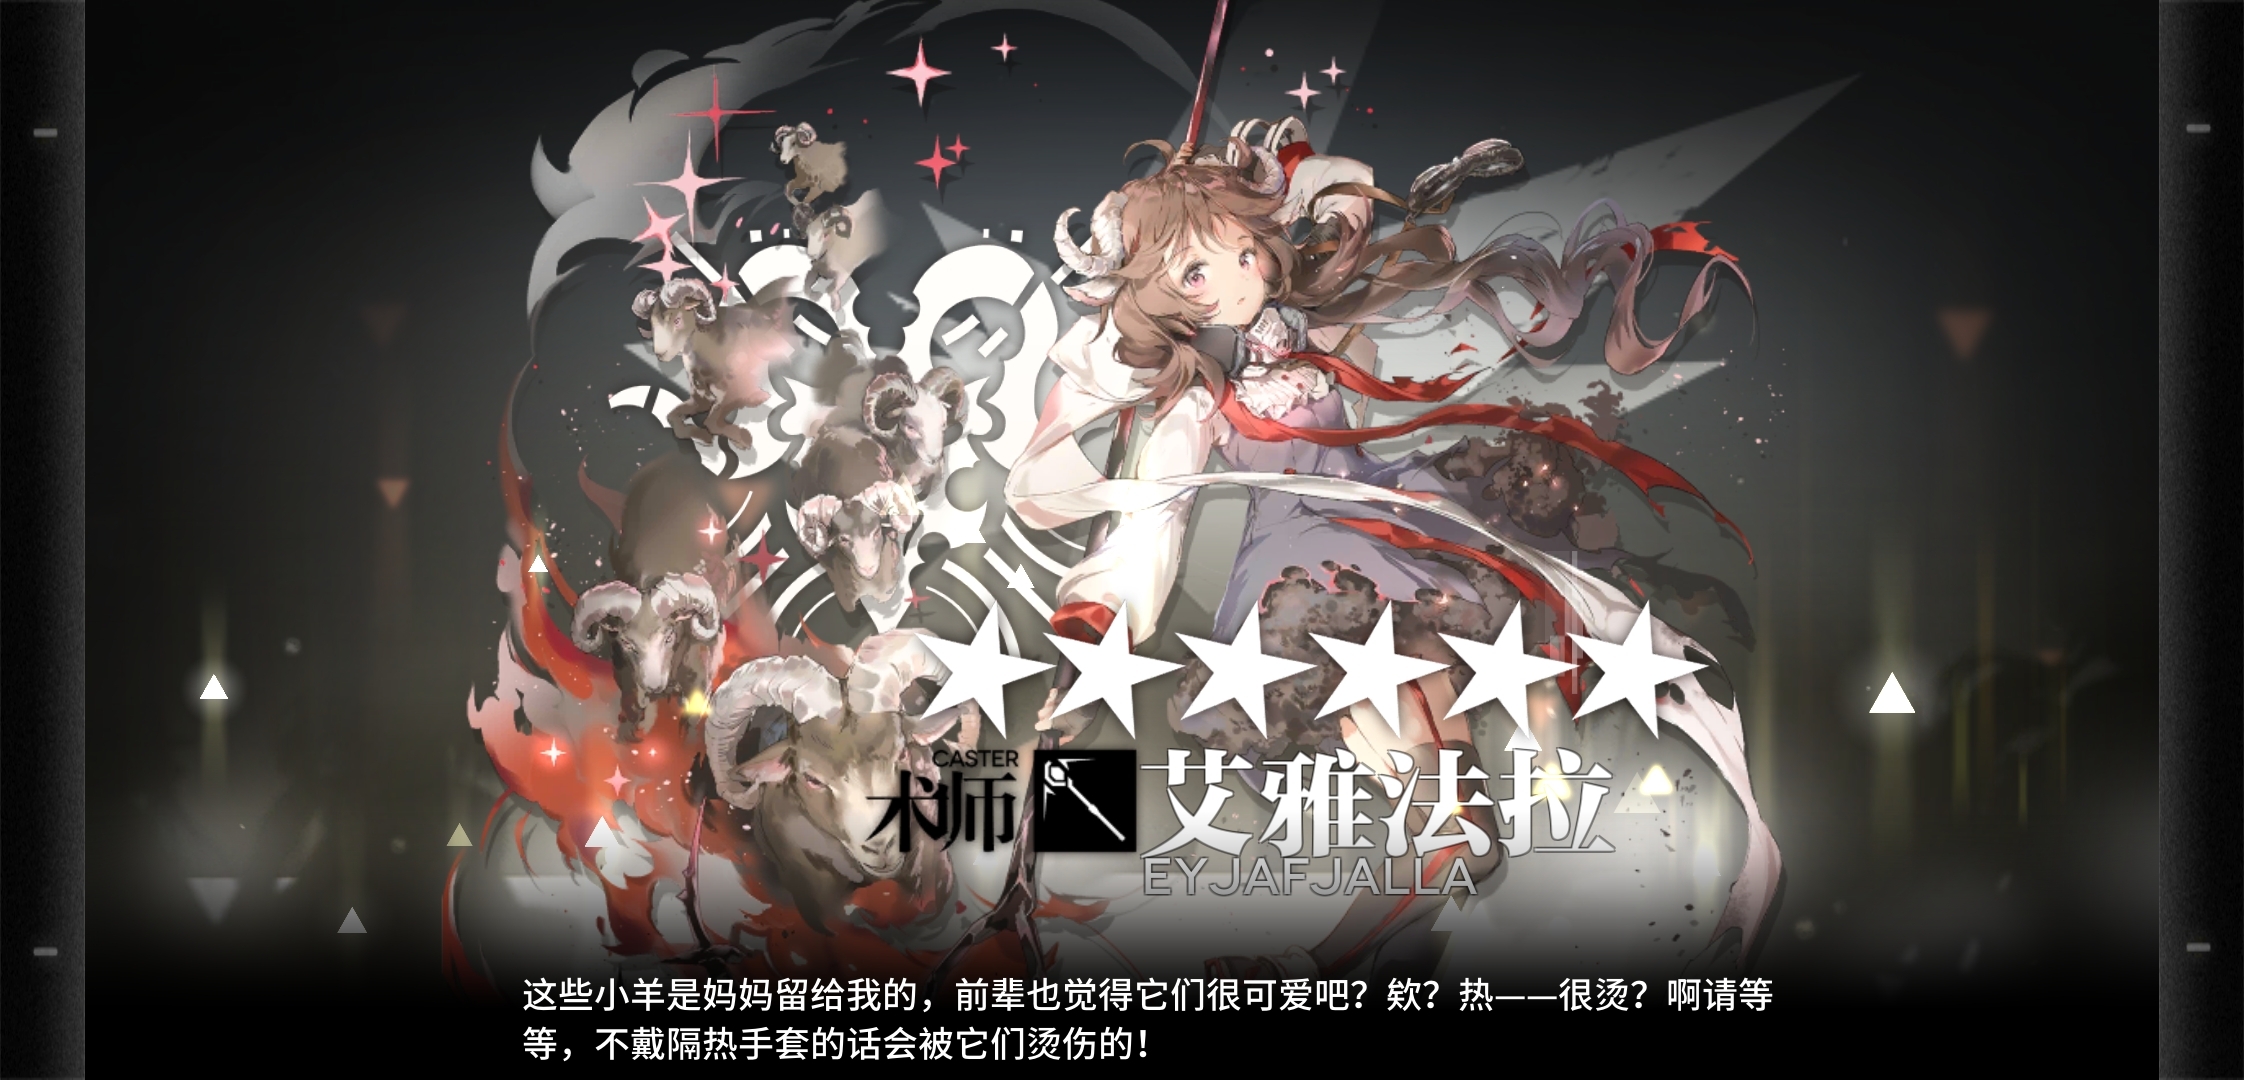 CASTER
术师
艾雅法拉
EYJAFJALLA
这些小羊是妈妈留给我的，前辈也觉得它们很可爱吧？欸？热——很烫？啊请等
等，不戴隔热手套的话会被它们烫伤的！